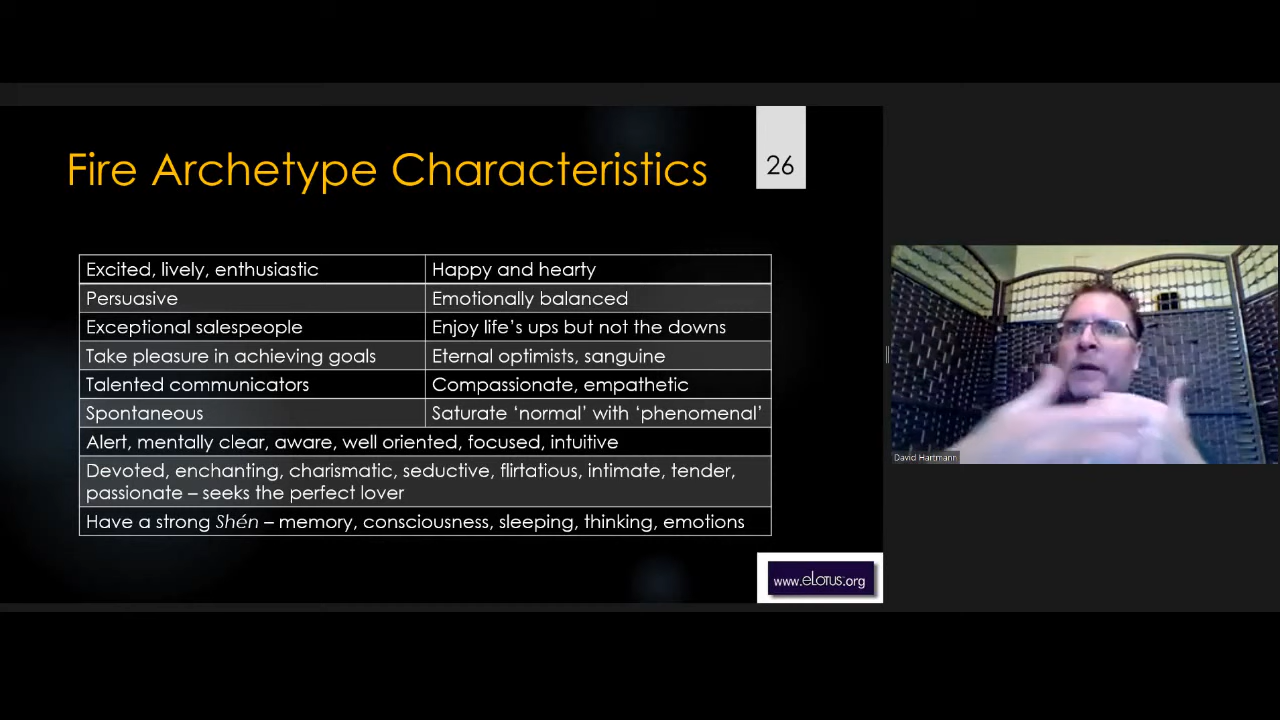 Fire Archetype Characteristics
26
Excited, lively, enthusiastic
Happy and hearty
Persuasive
Emotionally balanced
Exceptional salespeople
Enjoy life’s ups but not the downs
Take pleasure in achieving goals
Eternal optimists, sanguine
Talented communicators
Compassionate, empathetic
Spontaneous
Saturate ‘normal’ with ‘phenomenal’
Alert, mentally clear, aware, well oriented, focused, intuitive
Devoted, enchanting, charismatic, seductive, flirtatious, intimate, tender,
passionate – seeks the perfect lover
Have a strong Shén – memory, consciousness, sleeping, thinking, emotions
David Hartmann
www.eLotus.org